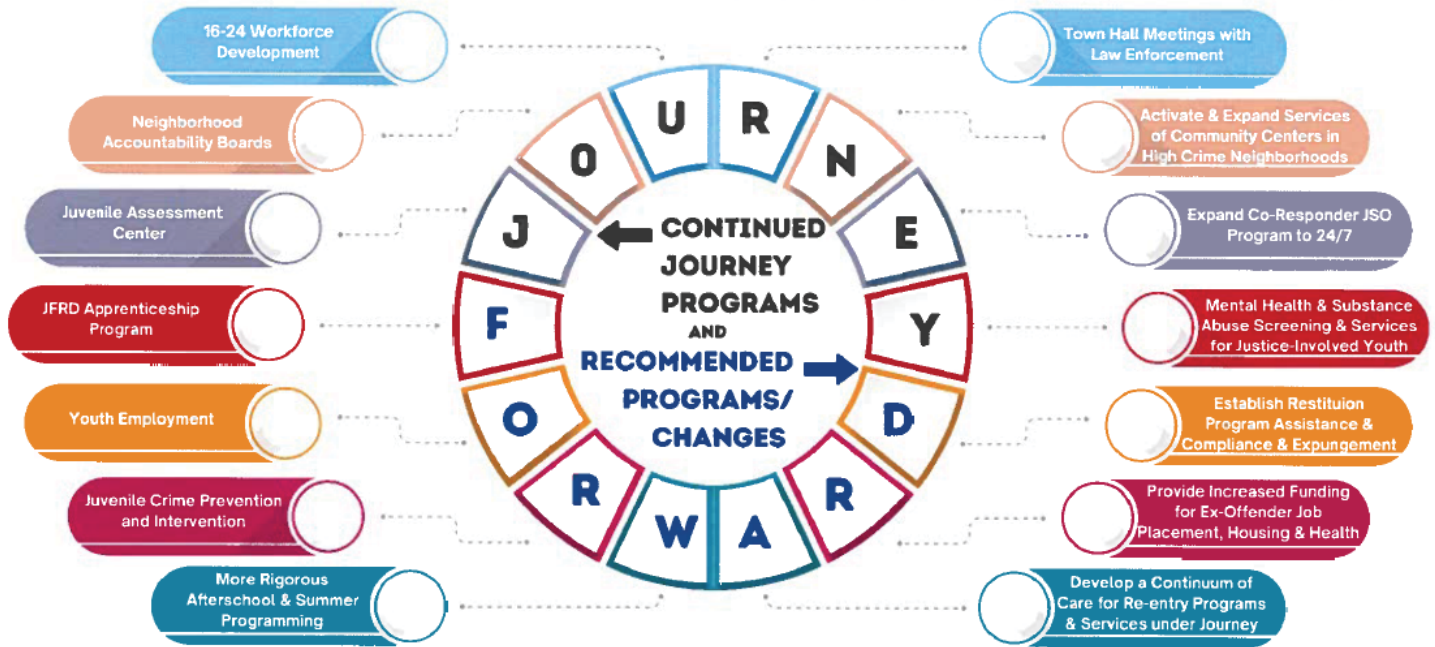 16-24 Workforce
Development
Neighborhood
Accountability Boards
Juvenile Assessment
Center
JFRD Apprenticeship
Program
Youth Employment
Juvenile Crime Prevention
and Intervention
More Rigorous
Afterschool & Summer
Programming
J
O
U
R
N
E
Y
F
O
R
W
A
R
D
CONTINUED
JOURNEY
PROGRAMS
AND
RECOMMENDED
PROGRAMS/
CHANGES
Town Hall Meetings with
Law Enforcement
Activate & Expand Services
of Community Centers in
High Crime Neighborhoods
Expand Co-Responder JSO
Program to 24/7
Mental Health & Substance
Abuse Screening & Services
for Justice-Involved Youth
Establish Restituion
Program Assistance &
Compliance & Expungement
Provide Increased Funding
for Ex-Offender Job
Placement, Housing & Health
Develop a Continuum of
Care for Re-entry Programs
& Services under Journey